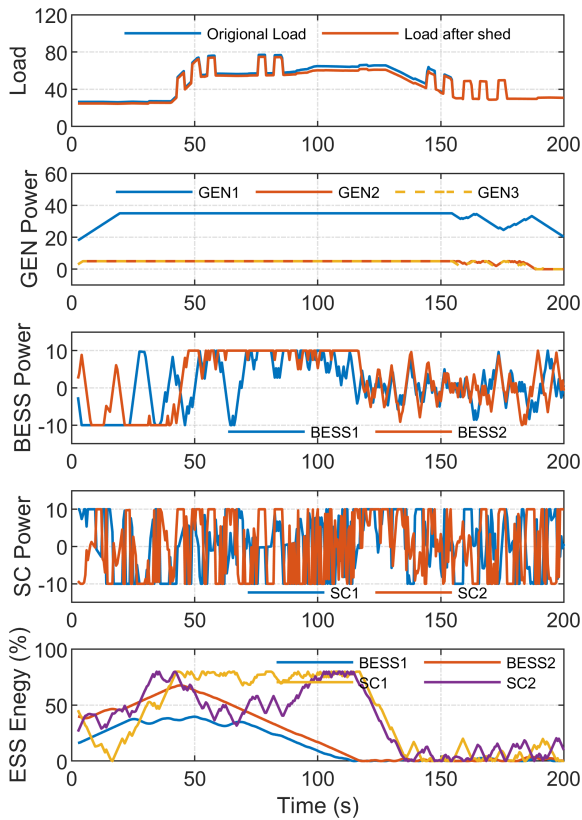 120
80
40
0
Load
Origional Load
Load after shed
0
50
100
150
200
60
40
20
0
GEN Power
GEN1
GEN2
GEN3
0
50
100
150
200
10
0
-10
BESS Power
BESS1
BESS2
0
50
100
150
200
10
0
-10
SC Power
SC1
SC2
0
50
100
150
200
100
50
0
ESS Enegy (%)
BESS1
BESS2
SC1
SC2
0
50
100
150
200
Time (s)